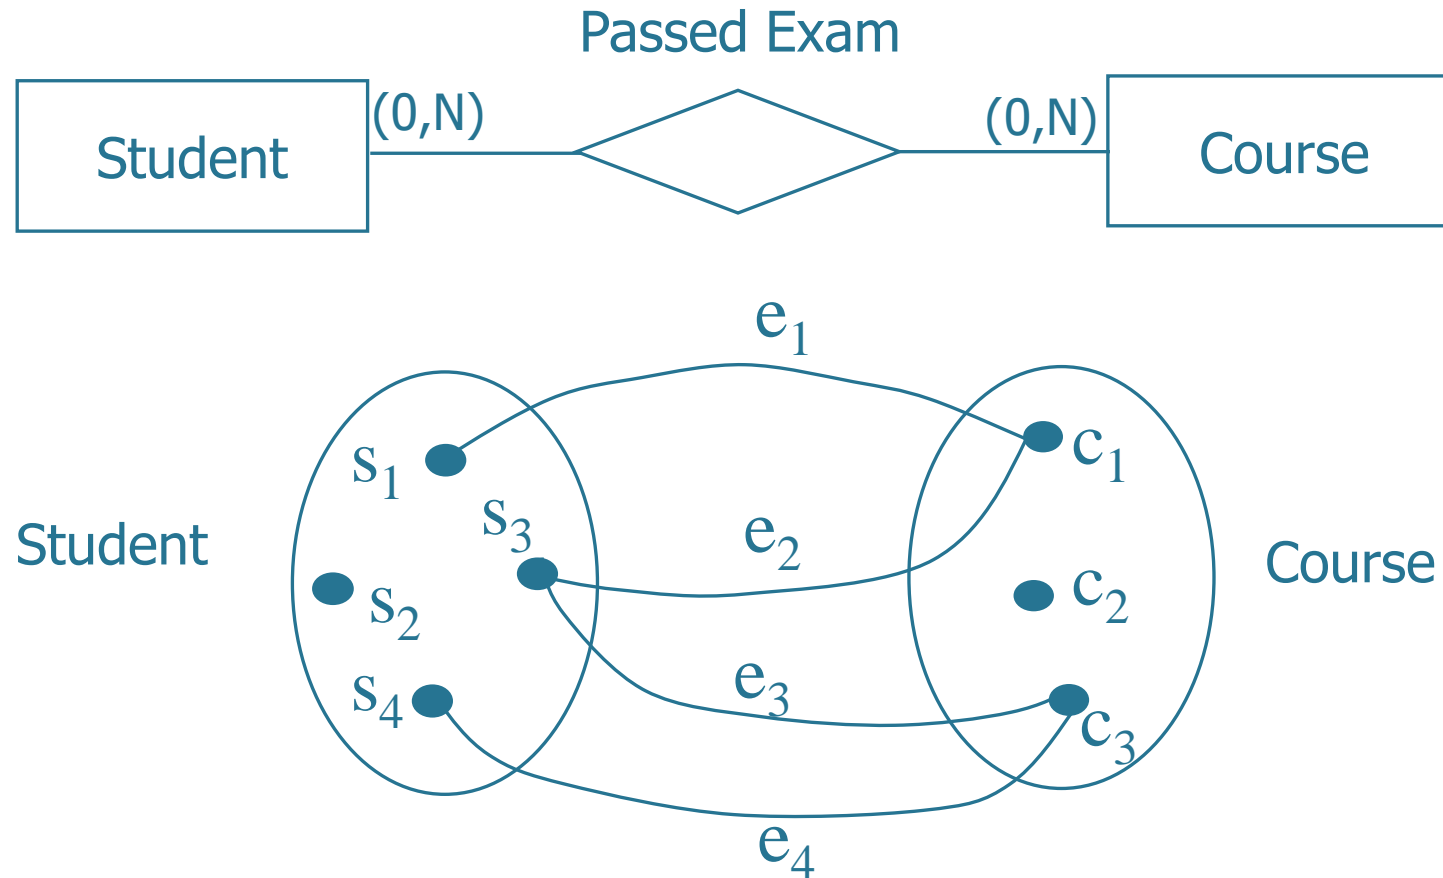 Passed Exam
Student
(0,N)
(0,N)
Course
e1
s1
c1
s3
e2
Student
Course
s2
c2
e3
s4
c3
e4